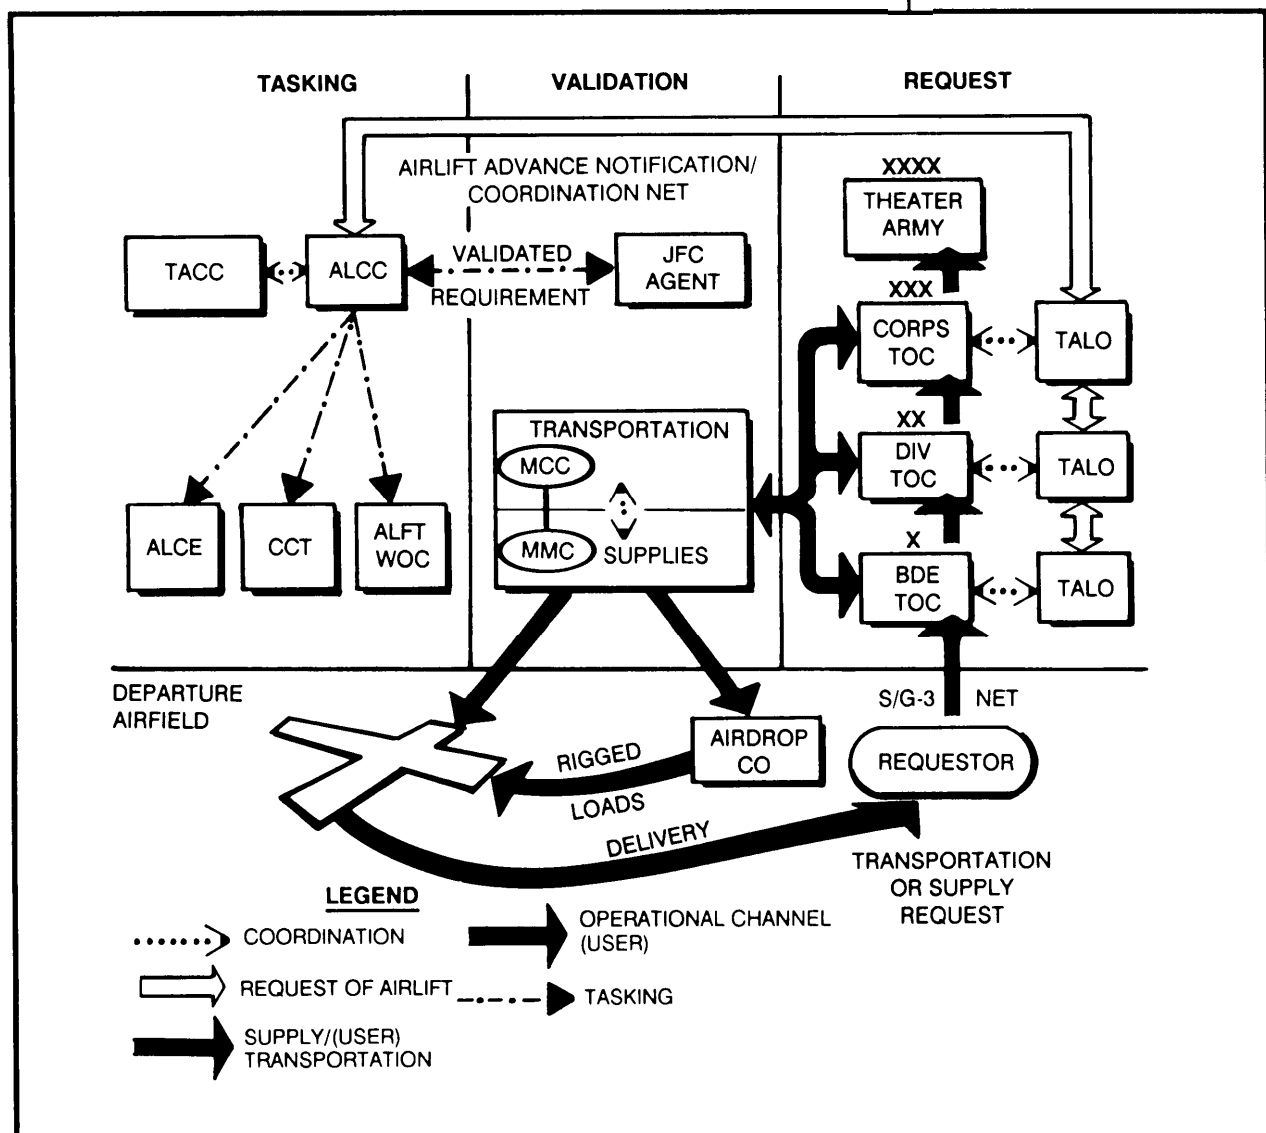 TASKING
VALIDATION
REQUEST
AIRLIFT ADVANCE NOTIFICATION/
COORDINATION NET
XXXX
THEATER
ARMY
TACC
ALCC
VALIDATED
REQUIREMENT
JFC
AGENT
XXX
CORPS
TOC
TALO
TRANSPORTATION
MCC
MMC
SUPPLIES
XX
DIV
TOC
TALO
ALCE
CCT
ALFT
WOC
X
BDE
TOC
TALO
DEPARTURE
AIRFIELD
S/G-3 NET
RIGGED
LOADS
AIRDROP
CO
REQUESTOR
DELIVERY
TRANSPORTATION
OR SUPPLY
REQUEST
LEGEND
COORDINATION
OPERATIONAL CHANNEL
(USER)
REQUEST OF AIRLIFT
TASKING
SUPPLY/(USER)
TRANSPORTATION